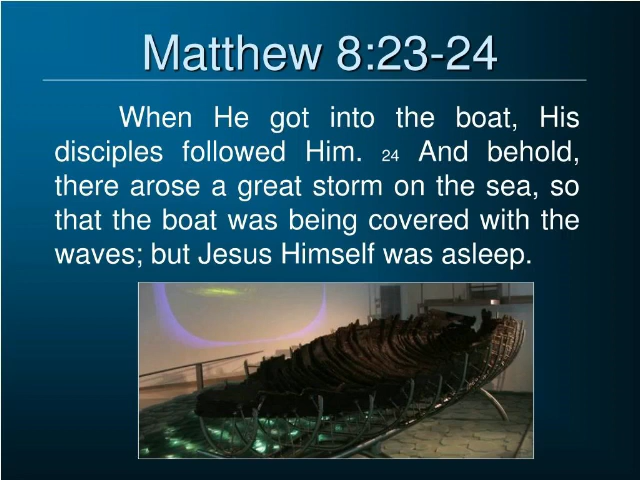 Matthew 8:23-24
When He got into the boat, His
disciples followed Him. 24 And behold,
there arose a great storm on the sea, so
that the boat was being covered with the
waves; but Jesus Himself was asleep.